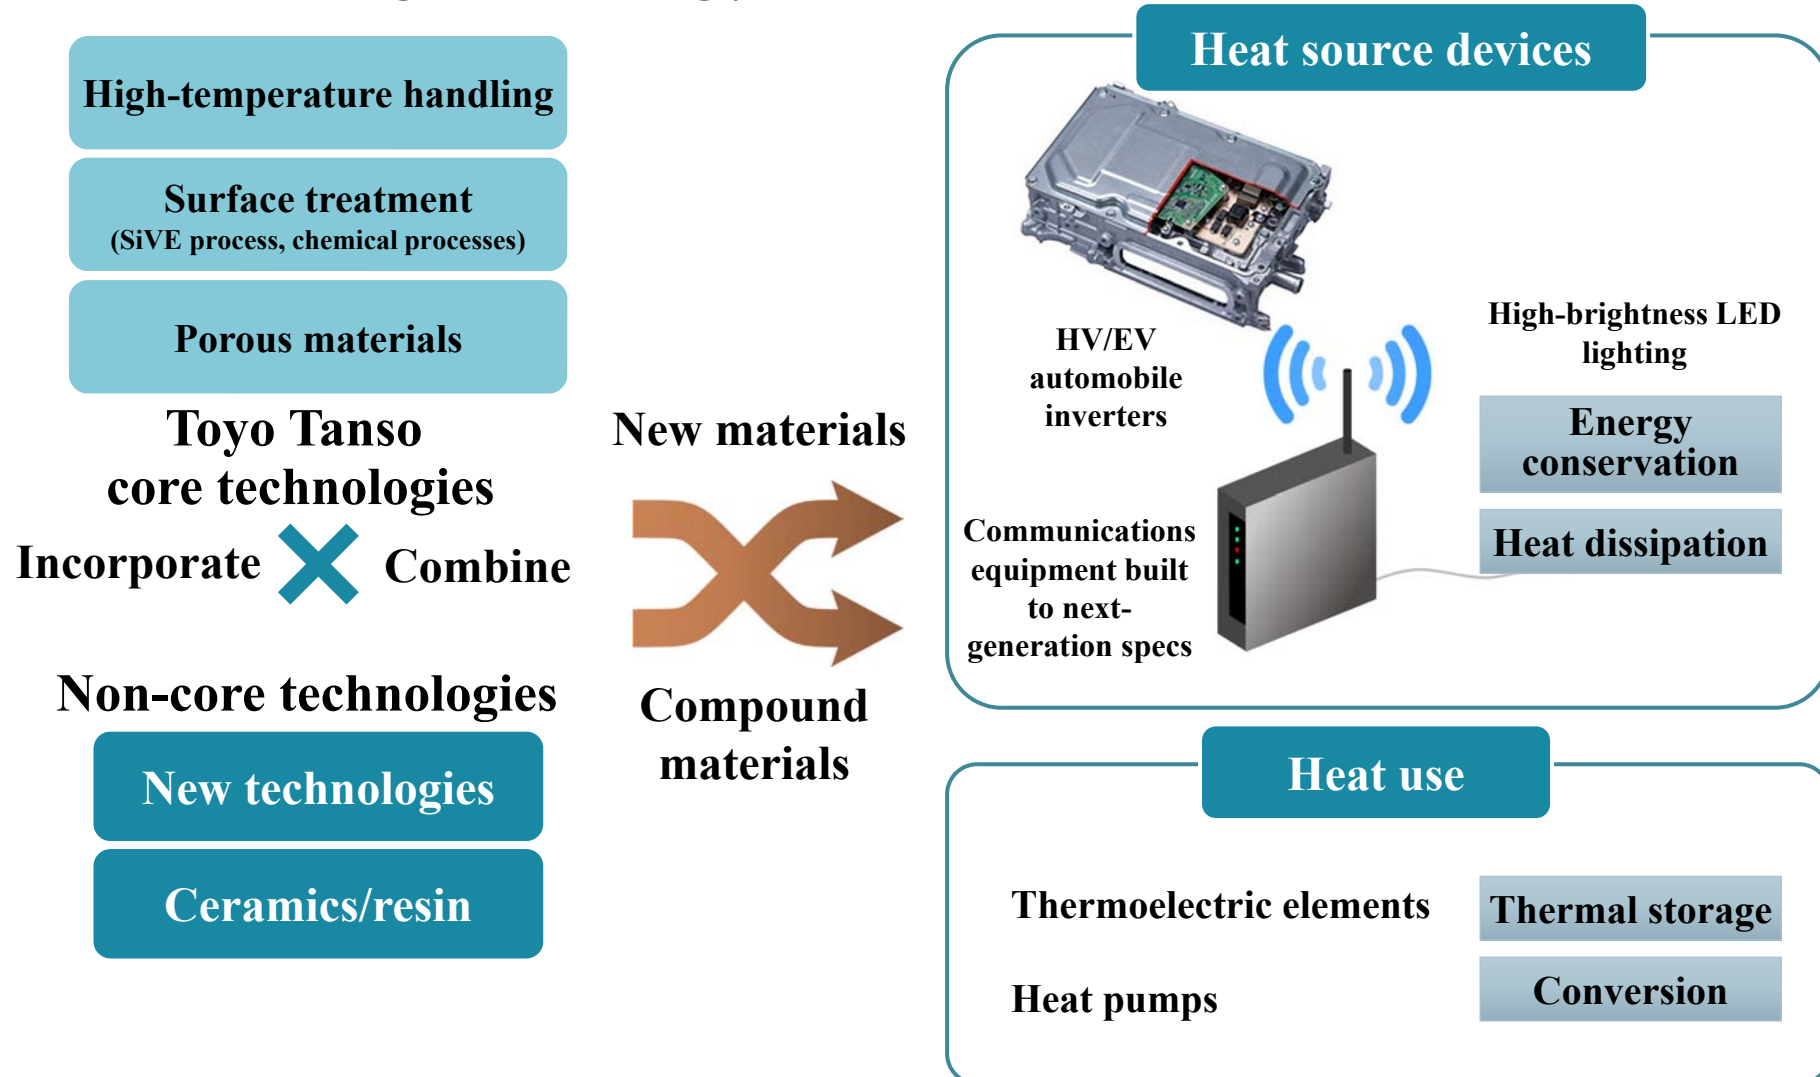 High-temperature handling
Surface treatment
(SiVE process, chemical processes)
Porous materials
Toyo Tanso
core technologies
Incorporate
Combine
Non-core technologies
New technologies
Ceramics/resin
New materials
Compound
materials
Heat source devices
HV/EV
automobile
inverters
High-brightness LED
lighting
Energy
conservation
Heat dissipation
Communications
equipment built
to next-
generation specs
Heat use
Thermoelectric elements
Thermal storage
Heat pumps
Conversion